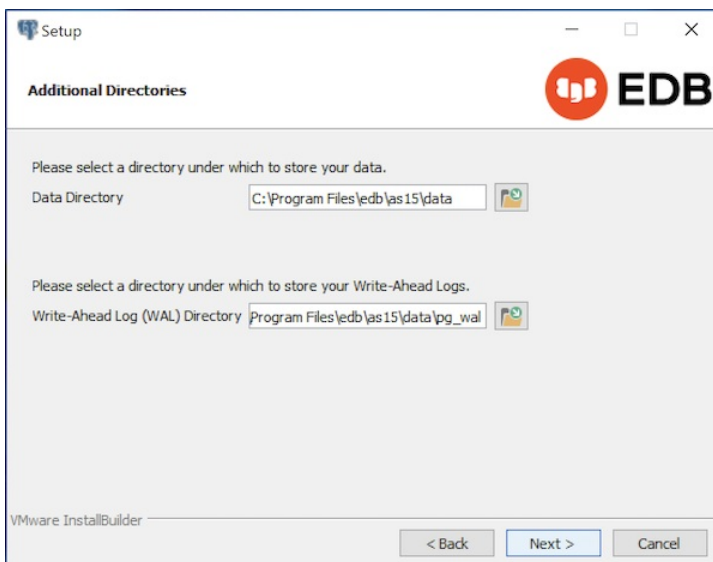 Setup
Additional Directories
EDB
Please select a directory under which to store your data.
Data Directory C:\Program Files\edb\as15\data
Please select a directory under which to store your Write-Ahead Logs.
Write-Ahead Log (WAL) Directory Program Files\edb\as15\data\pg_wal
VMware InstallBuilder
< Back Next > Cancel